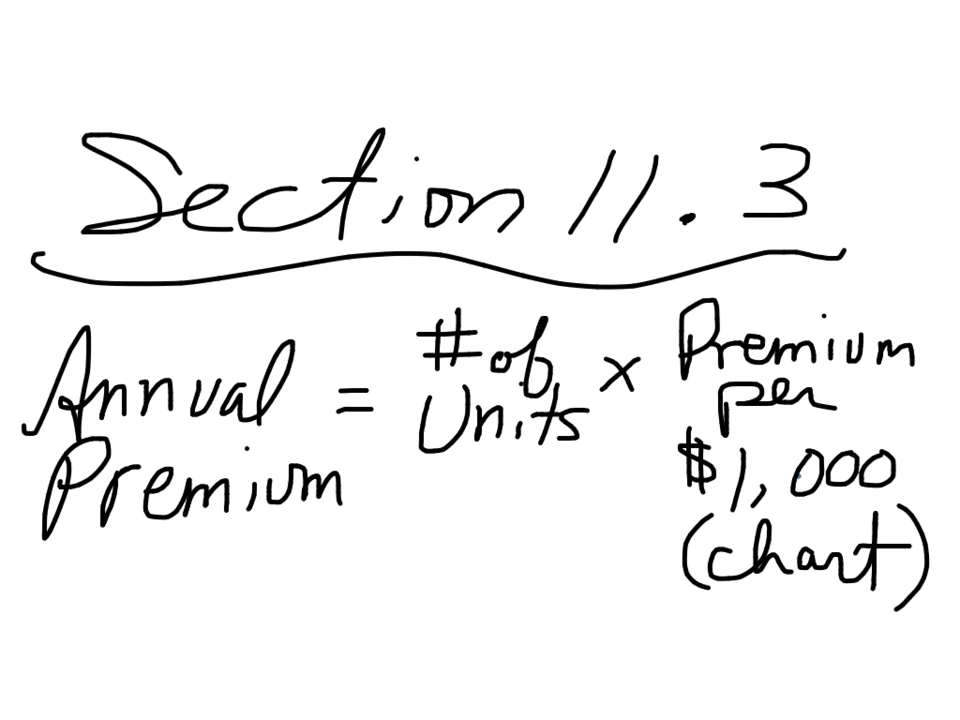 Section 11.3
Annual Premium = # of Units × Premium per $1,000 (chart)